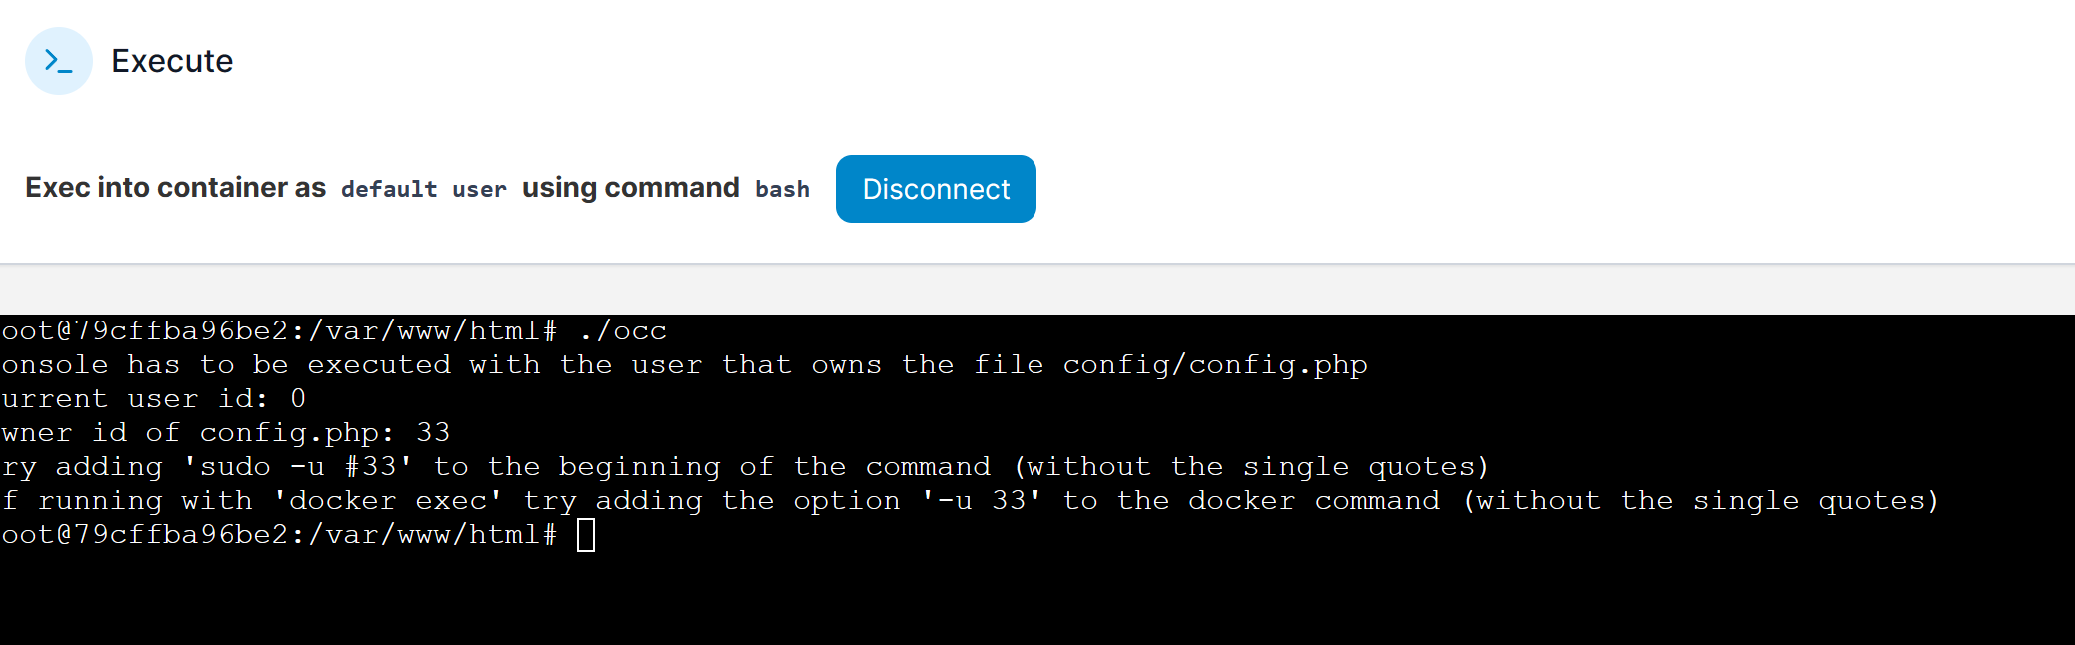 >_ Execute
Exec into container as default user using command bash Disconnect
oot@79cffba96be2:/var/www/html# ./occ
onsole has to be executed with the user that owns the file config/config.php
urrent user id: 0
wner id of config.php: 33
ry adding 'sudo -u #33' to the beginning of the command (without the single quotes)
f running with 'docker exec' try adding the option '-u 33' to the docker command (without the single quotes)
oot@79cffba96be2:/var/www/html#